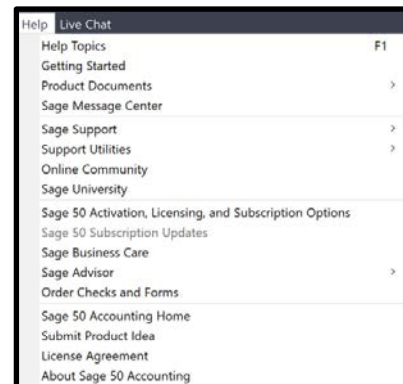 Help Live Chat
Help Topics F1
Getting Started
Product Documents
Sage Message Center
Sage Support
Support Utilities
Online Community
Sage University
Sage 50 Activation, Licensing, and Subscription Options
Sage 50 Subscription Updates
Sage Business Care
Sage Advisor
Order Checks and Forms
Sage 50 Accounting Home
Submit Product Idea
License Agreement
About Sage 50 Accounting